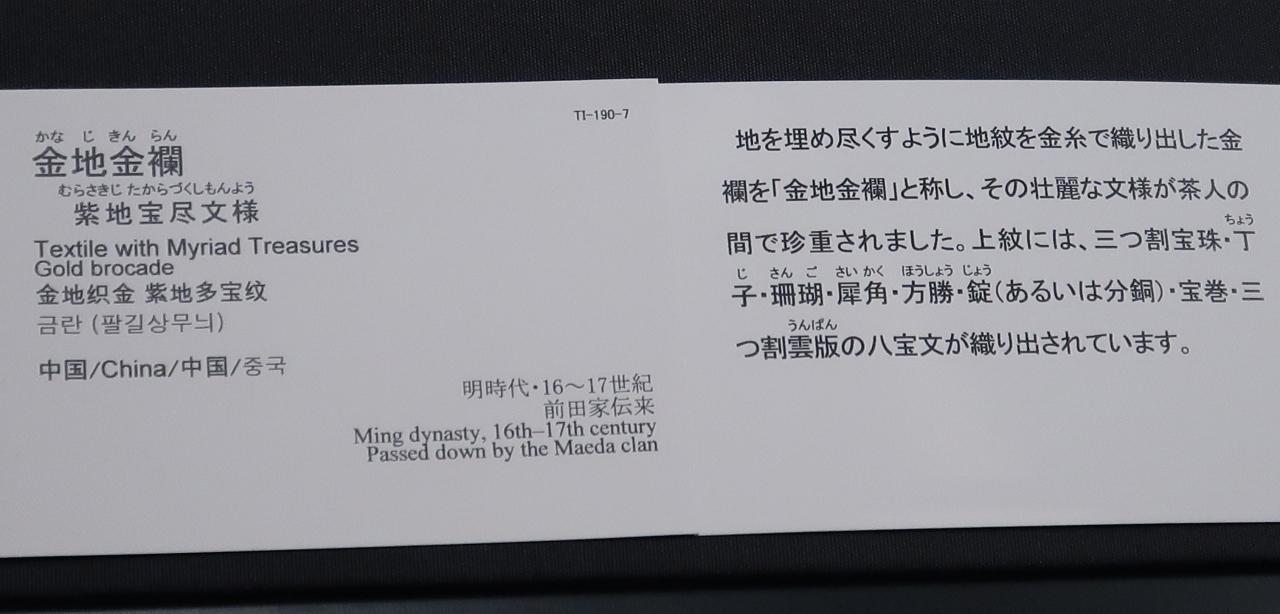 TI-190-7
かな じ きん らん
金地金襴
むらさきじ たからづくしもんよう
紫地宝尽文様
Textile with Myriad Treasures
Gold brocade
金地织金 紫地多宝纹
금란 (팔길상무늬)
中国/China/中国/중국
明時代・16～17世紀
前田家伝来
Ming dynasty, 16th–17th century
Passed down by the Maeda clan
地を埋め尽くすように地紋を金糸で織り出した金
襴を「金地金襴」と称し、その壮麗な文様が茶人の
ちょう
間で珍重されました。上紋には、三つ割宝珠・丁
じ さん ご さい かく ほうしょう じょう
子・珊瑚・犀角・方勝・錠(あるいは分銅)・宝巻・三
うんぱん
つ割雲版の八宝文が織り出されています。